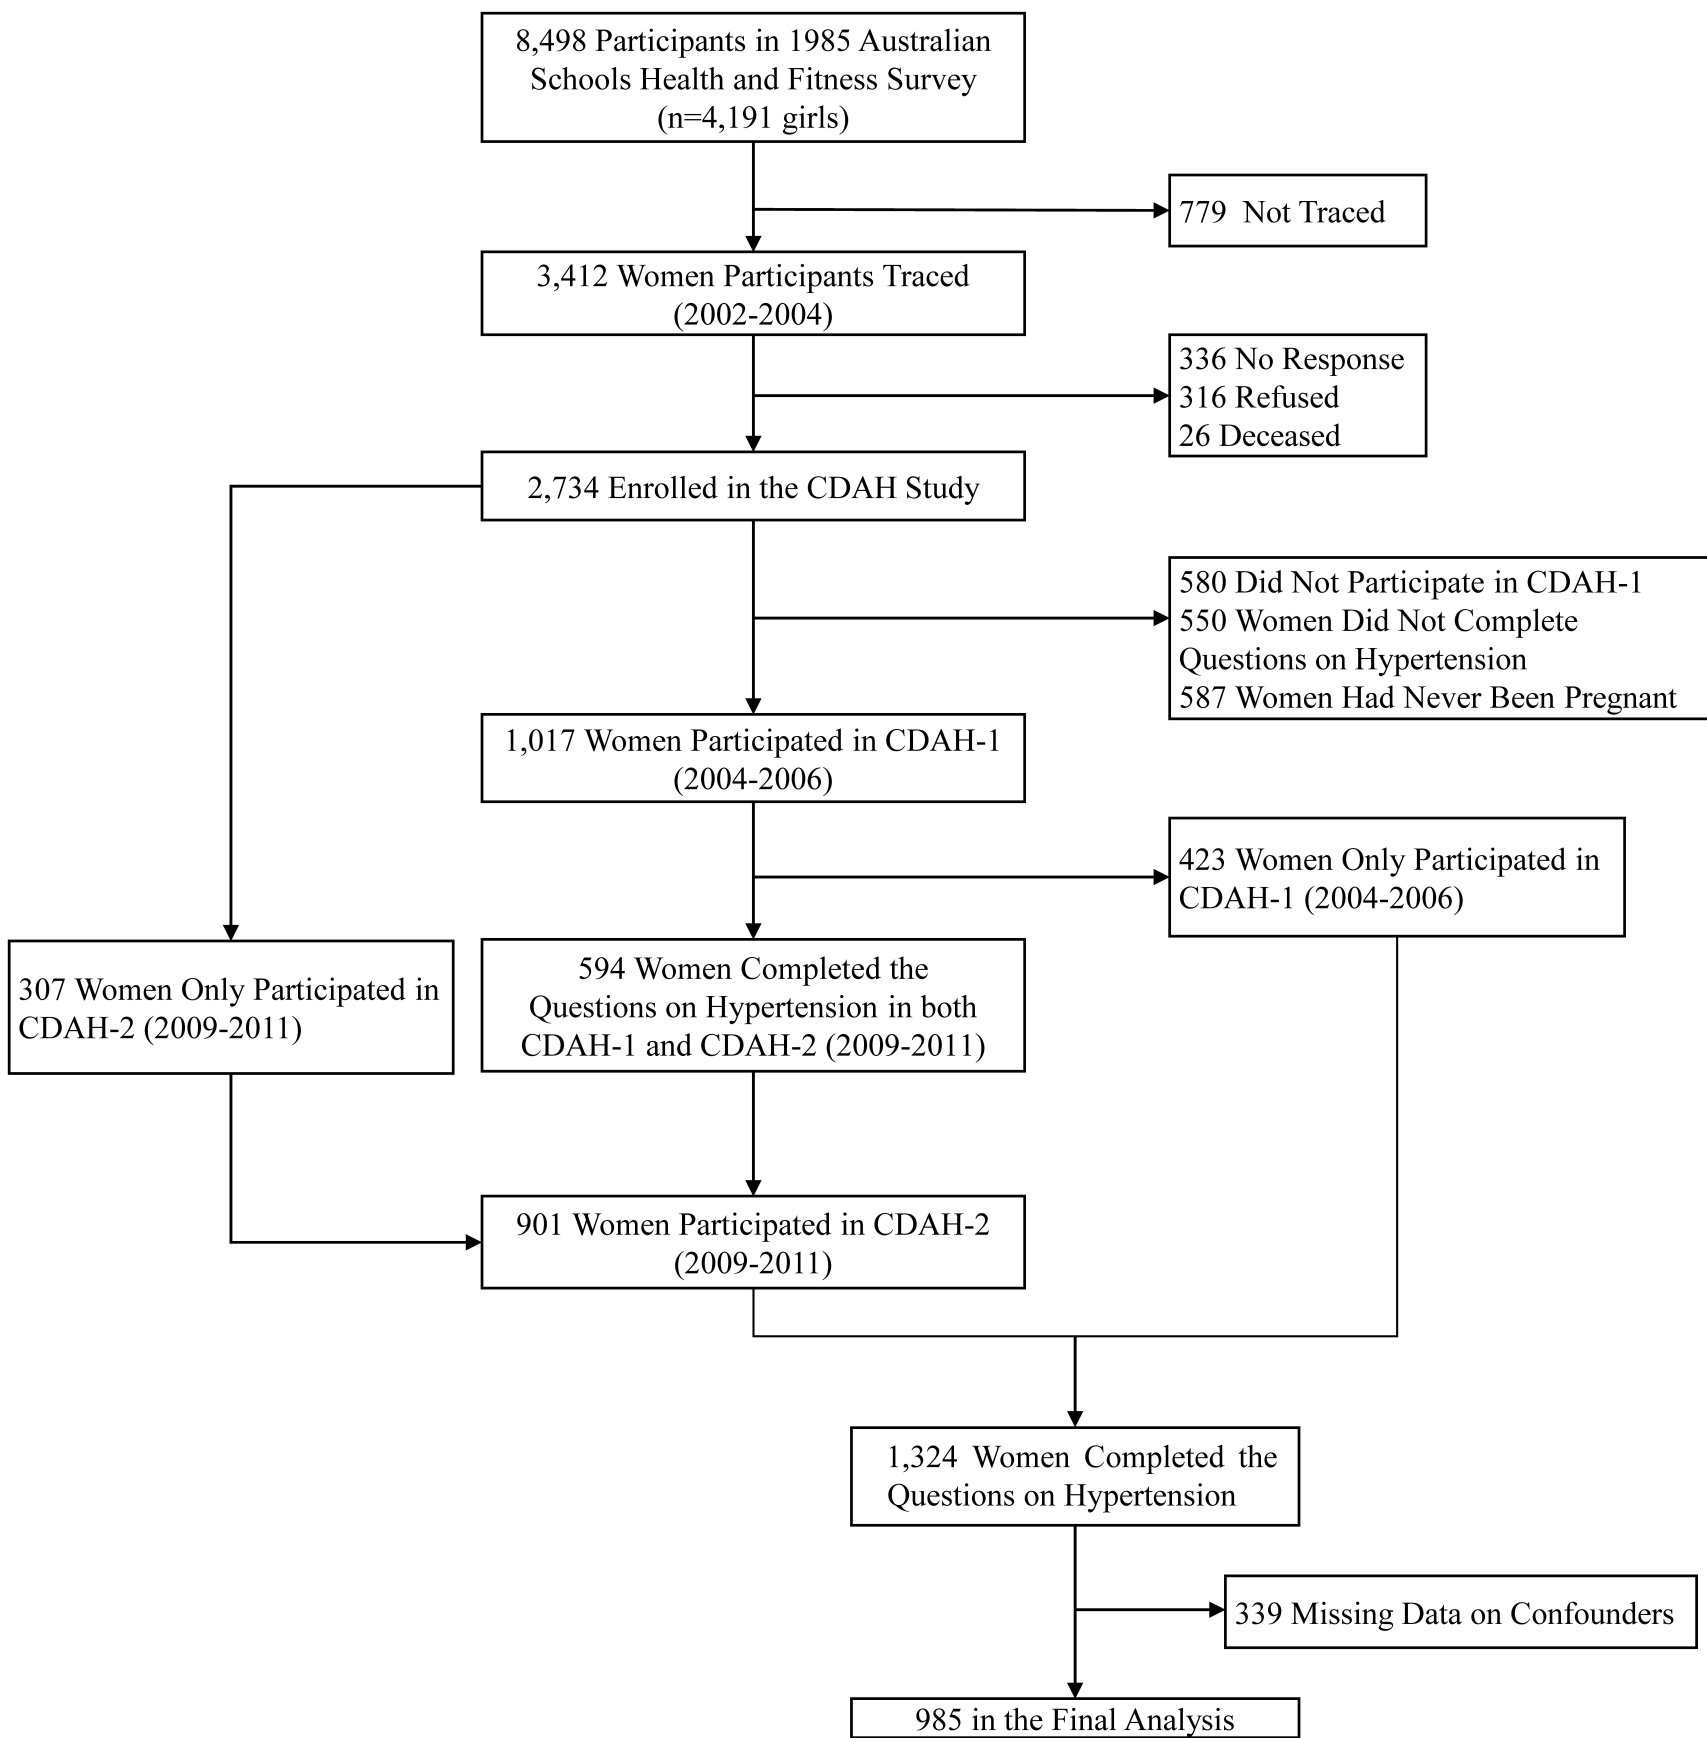 8,498 Participants in 1985 Australian
Schools Health and Fitness Survey
(n=4,191 girls)
779 Not Traced
3,412 Women Participants Traced
(2002-2004)
336 No Response
316 Refused
26 Deceased
2,734 Enrolled in the CDAH Study
580 Did Not Participate in CDAH-1
550 Women Did Not Complete
Questions on Hypertension
587 Women Had Never Been Pregnant
1,017 Women Participated in CDAH-1
(2004-2006)
423 Women Only Participated in
CDAH-1 (2004-2006)
307 Women Only Participated in
CDAH-2 (2009-2011)
594 Women Completed the
Questions on Hypertension in both
CDAH-1 and CDAH-2 (2009-2011)
901 Women Participated in CDAH-2
(2009-2011)
1,324 Women Completed the
Questions on Hypertension
339 Missing Data on Confounders
985 in the Final Analysis